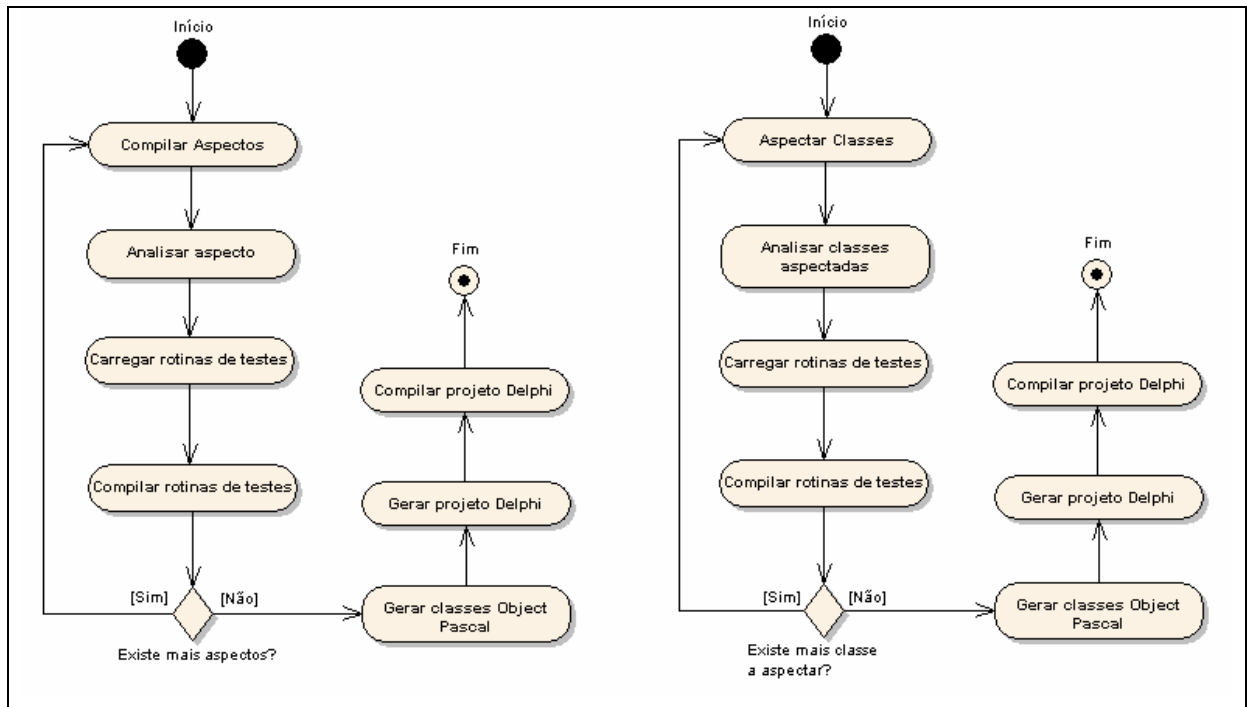 Início
Compilar Aspectos
Analisar aspecto
Carregar rotinas de testes
Compilar rotinas de testes
[Sim]
[Não]
Existe mais aspectos?
Fim
Compilar projeto Delphi
Gerar projeto Delphi
Gerar classes Object
Pascal
Início
Aspectar Classes
Analisar classes
aspectadas
Carregar rotinas de testes
Compilar rotinas de testes
[Sim]
[Não]
Existe mais classe
a aspectar?
Fim
Compilar projeto Delphi
Gerar projeto Delphi
Gerar classes Object
Pascal